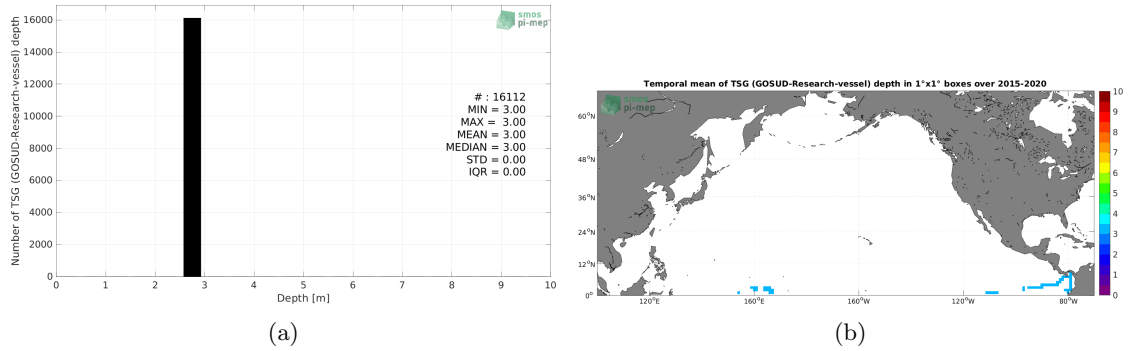 16000
14000
12000
10000
8000
6000
4000
2000
0
Number of TSG (GOSUD-Research-vessel) depth
smos
pi-mep
# : 16112
MIN = 3.00
MAX = 3.00
MEAN = 3.00
MEDIAN = 3.00
STD = 0.00
IQR = 0.00
0 1 2 3 4 5 6 7 8 9 10
Depth [m]
(a)
Temporal mean of TSG (GOSUD-Research-vessel) depth in 1°x1° boxes over 2015-2020
smos
pi-mep
60°N
48°N
36°N
24°N
12°N
0°
120°E 160°E 160°W 120°W 80°W
10
9
8
7
6
5
4
3
2
1
0
(b)